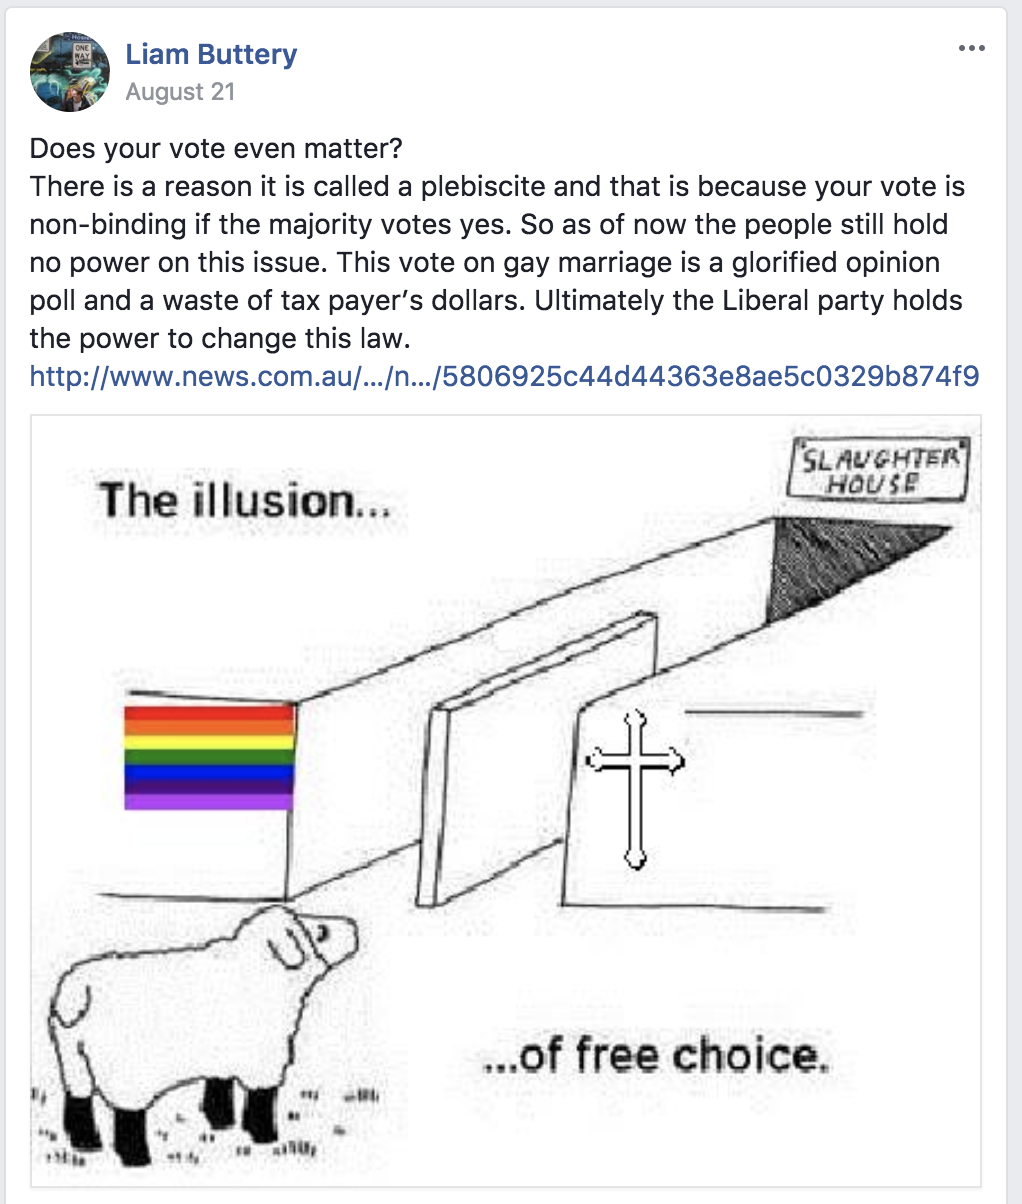 Liam Buttery
August 21
Does your vote even matter?
There is a reason it is called a plebiscite and that is because your vote is
non-binding if the majority votes yes. So as of now the people still hold
no power on this issue. This vote on gay marriage is a glorified opinion
poll and a waste of tax payer’s dollars. Ultimately the Liberal party holds
the power to change this law.
http://www.news.com.au/.../n.../5806925c44d44363e8ae5c0329b874f9
SLAUGHTER
HOUSE
The illusion...
...of free choice.